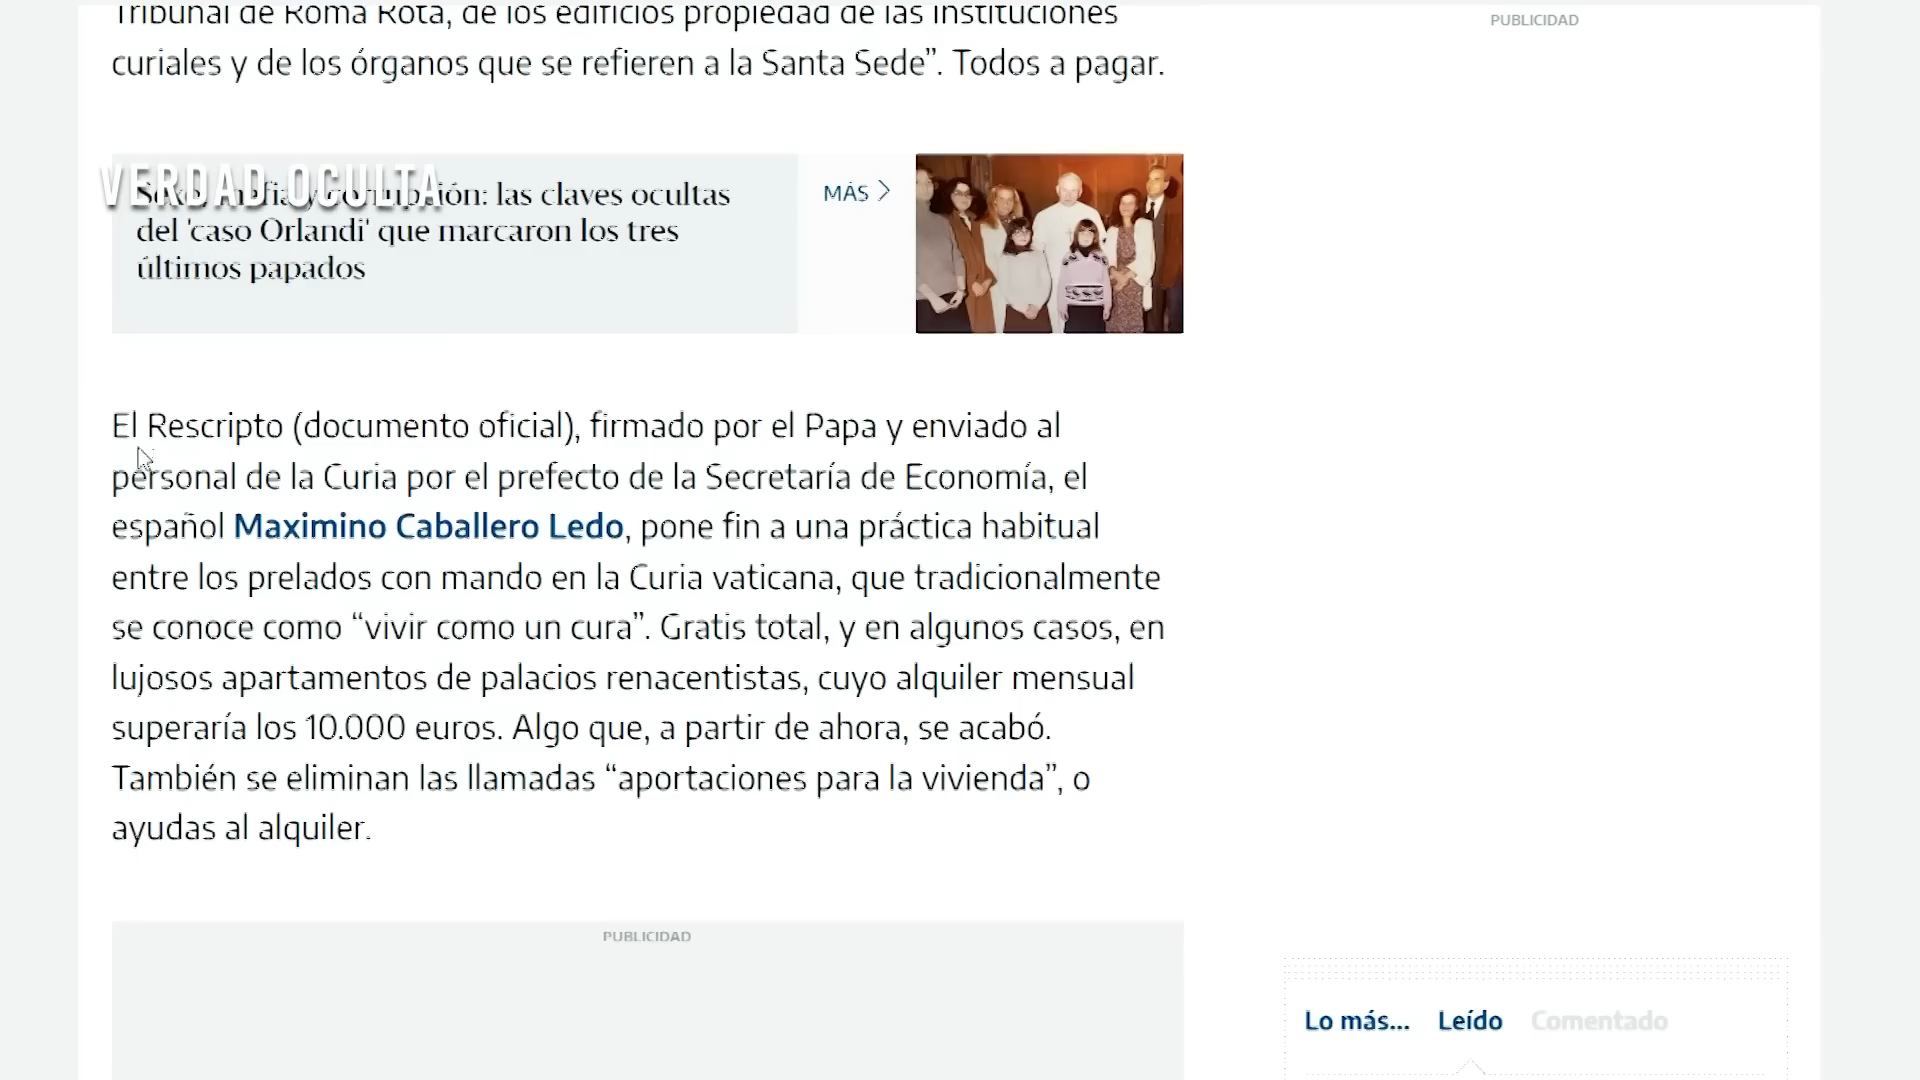 Tribunal de Roma Rota, de los edificios propiedad de las instituciones
curiales y de los órganos que se refieren a la Santa Sede”. Todos a pagar.
PUBLICIDAD
VERDAD OCULTA
Sexo, mafia y corrupción: las claves ocultas
del 'caso Orlandi' que marcaron los tres
últimos papados
MÁS >
El Rescripto (documento oficial), firmado por el Papa y enviado al
personal de la Curia por el prefecto de la Secretaría de Economía, el
español Maximino Caballero Ledo, pone fin a una práctica habitual
entre los prelados con mando en la Curia vaticana, que tradicionalmente
se conoce como “vivir como un cura”. Gratis total, y en algunos casos, en
lujosos apartamentos de palacios renacentistas, cuyo alquiler mensual
superaría los 10.000 euros. Algo que, a partir de ahora, se acabó.
También se eliminan las llamadas “aportaciones para la vivienda”, o
ayudas al alquiler.
PUBLICIDAD
Lo más... Leído Comentado